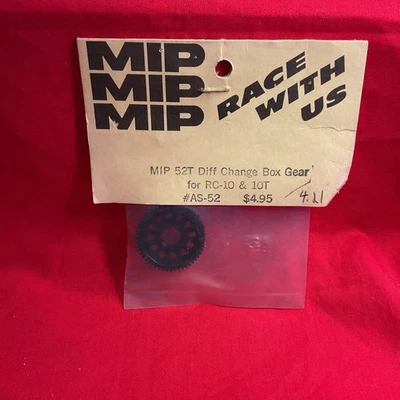 MIP
MIP
MIP
RACE
WITH
US
MIP 52T Diff Change Box Gear
for RC-10 & 10T
#AS-52 $4.95
4.21